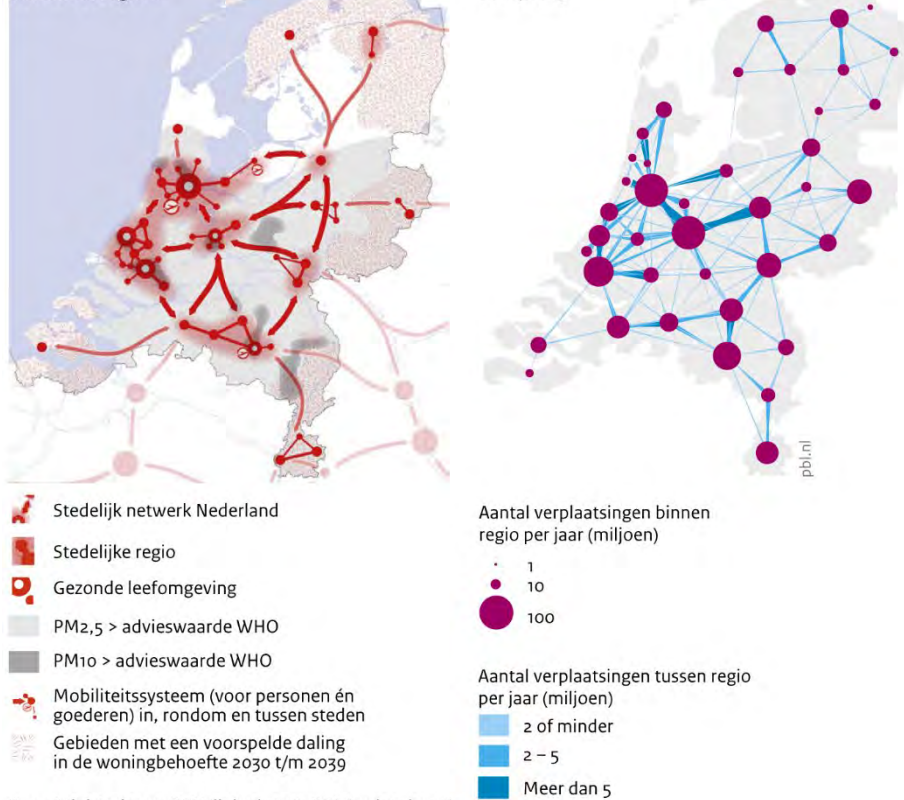 Stedelijk netwerk Nederland
Stedelijke regio
Gezonde leefomgeving
PM2,5 > advieswaarde WHO
PM10 > advieswaarde WHO
Mobiliteitssysteem (voor personen én
goederen) in, rondom en tussen steden
Gebieden met een voorspelde daling
in de woningbehoefte 2030 t/m 2039
pbl.nl
Aantal verplaatsingen binnen
regio per jaar (miljoen)
1
10
100
Aantal verplaatsingen tussen regio
per jaar (miljoen)
2 of minder
2 – 5
Meer dan 5